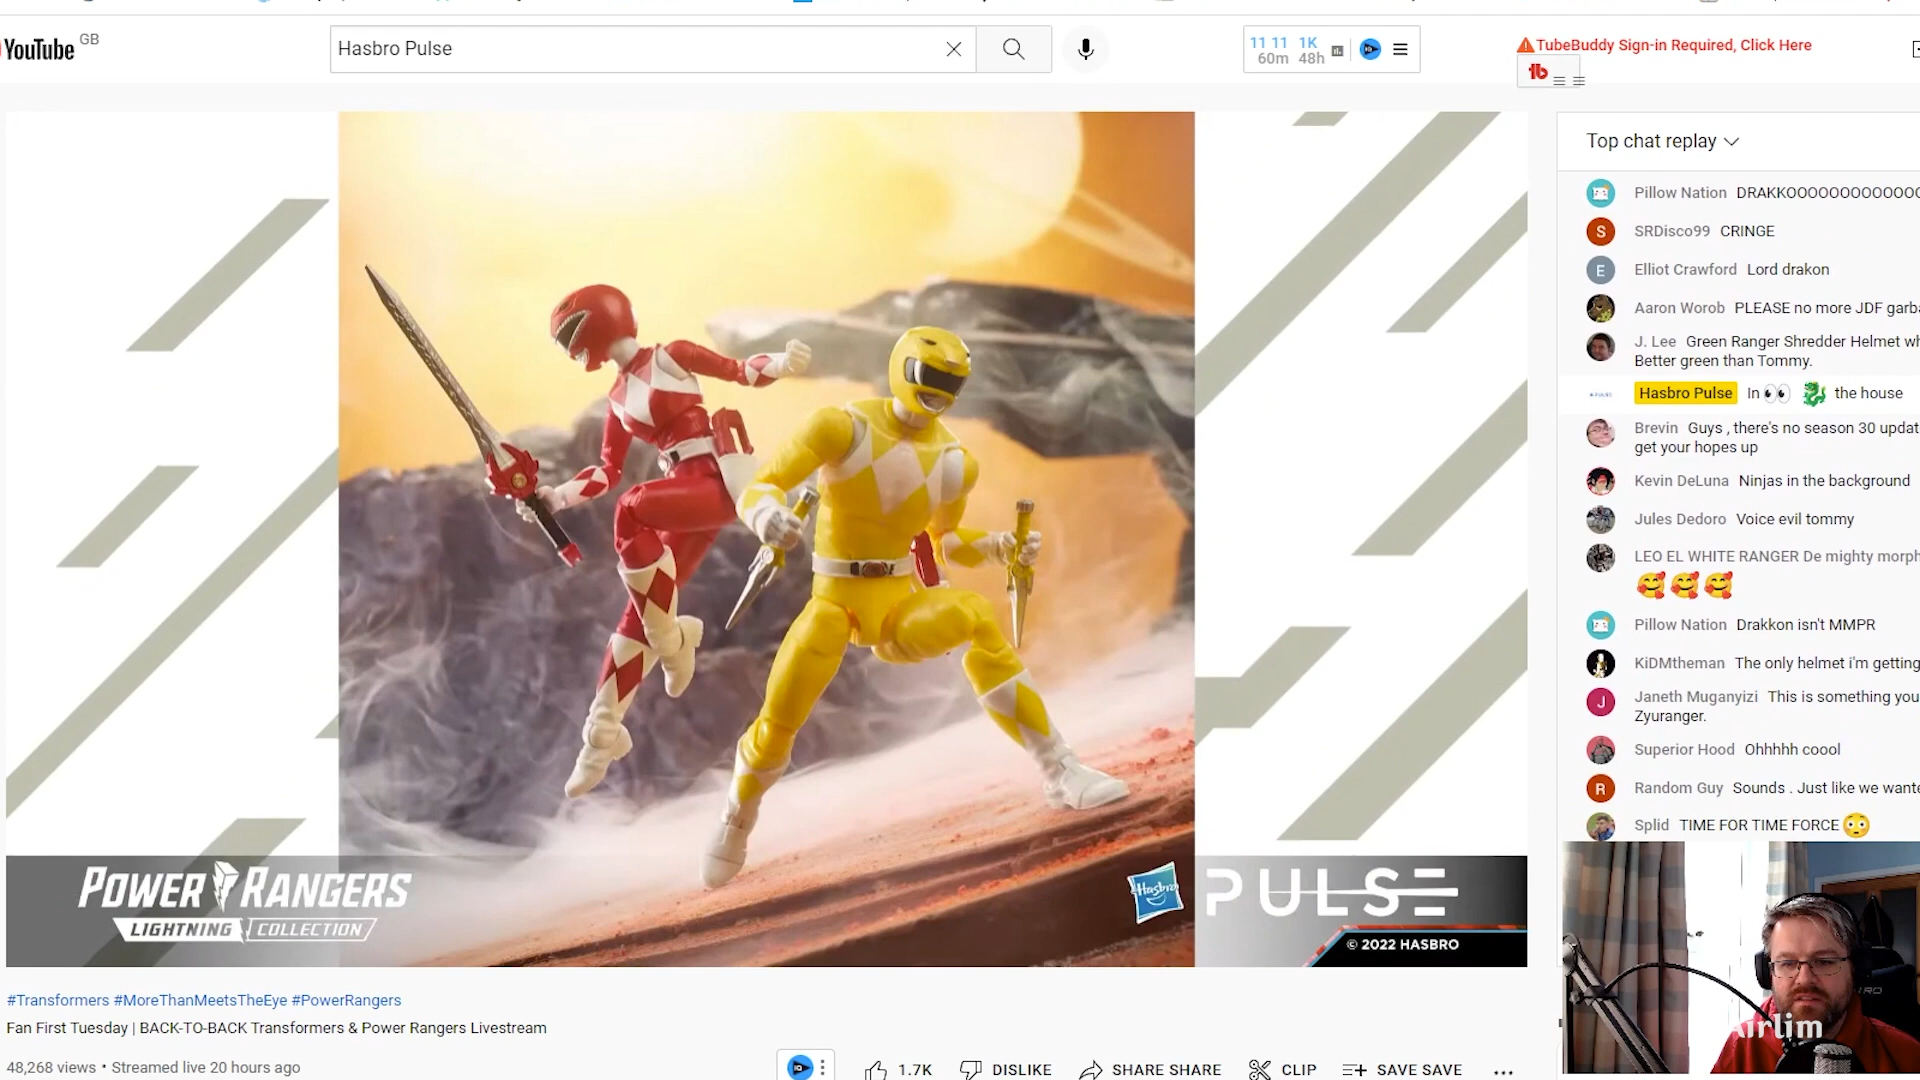 YouTube GB
Hasbro Pulse
11 11 1K
60m 48h
TubeBuddy Sign-in Required, Click Here
tb
Top chat replay
Pillow Nation DRAKKOOOOOOOOOOOO
SRDisco99 CRINGE
Elliot Crawford Lord drakon
Aaron Worob PLEASE no more JDF garba
J. Lee Green Ranger Shredder Helmet wh
Better green than Tommy.
Hasbro Pulse In 👀 🐉 the house
Brevin Guys , there's no season 30 updat
get your hopes up
Kevin DeLuna Ninjas in the background
Jules Dedoro Voice evil tommy
LEO EL WHITE RANGER De mighty morph
🥰🥰🥰
Pillow Nation Drakkon isn't MMPR
KiDMtheman The only helmet i'm getting
Janeth Muganyizi This is something you
Zyuranger.
Superior Hood Ohhhhh coool
Random Guy Sounds . Just like we wante
Splid TIME FOR TIME FORCE 😳
POWER RANGERS
LIGHTNING COLLECTION
Hasbro
PULSE
© 2022 HASBRO
#Transformers #MoreThanMeetsTheEye #PowerRangers
Fan First Tuesday | BACK-TO-BACK Transformers & Power Rangers Livestream
48,268 views • Streamed live 20 hours ago
1.7K DISLIKE SHARE SHARE CLIP SAVE SAVE
Airlim